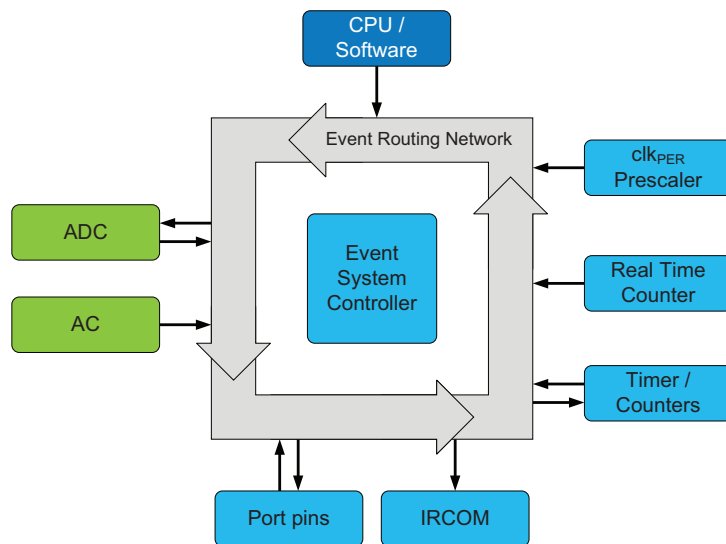 CPU /
Software
Event Routing Network
clkPER
Prescaler
ADC
Event
System
Controller
Real Time
Counter
AC
Timer /
Counters
Port pins
IRCOM